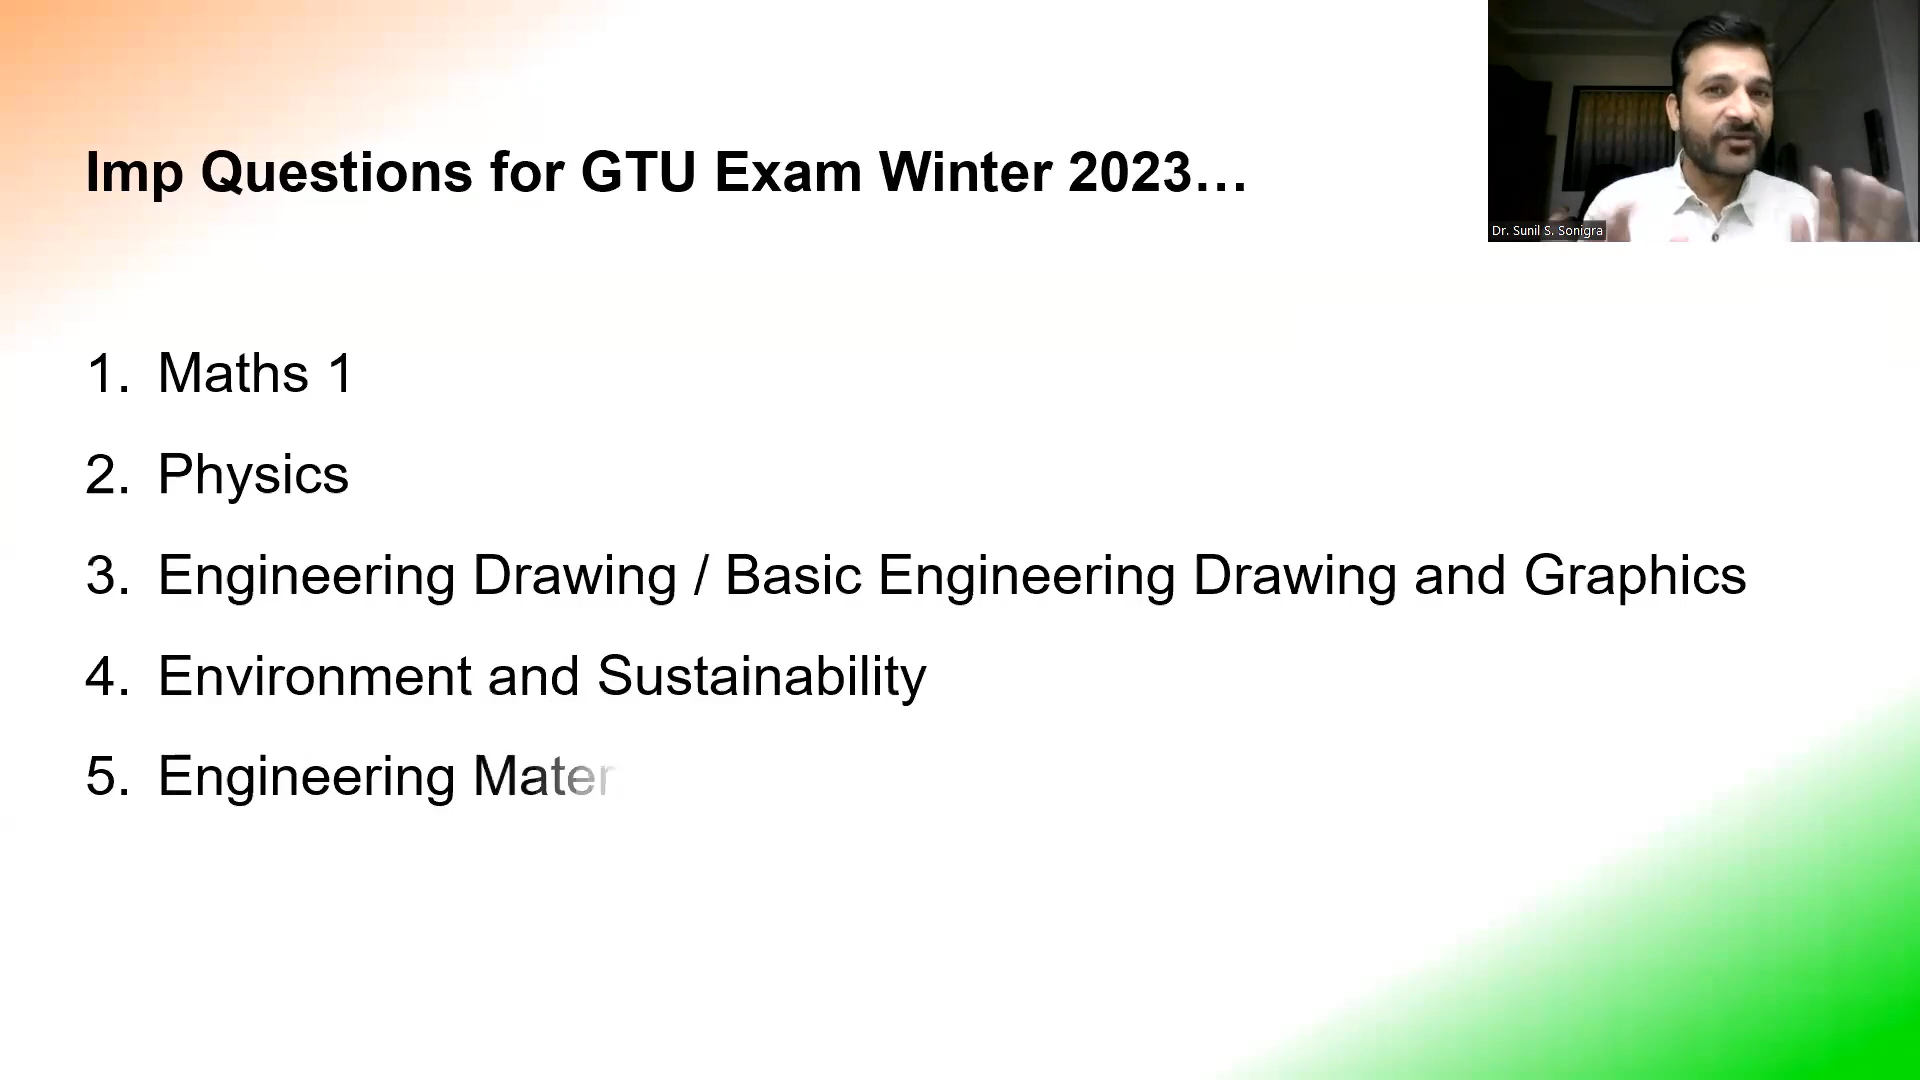 Imp Questions for GTU Exam Winter 2023…
Dr. Sunil S. Sonigra
1. Maths 1
2. Physics
3. Engineering Drawing / Basic Engineering Drawing and Graphics
4. Environment and Sustainability
5. Engineering Mater